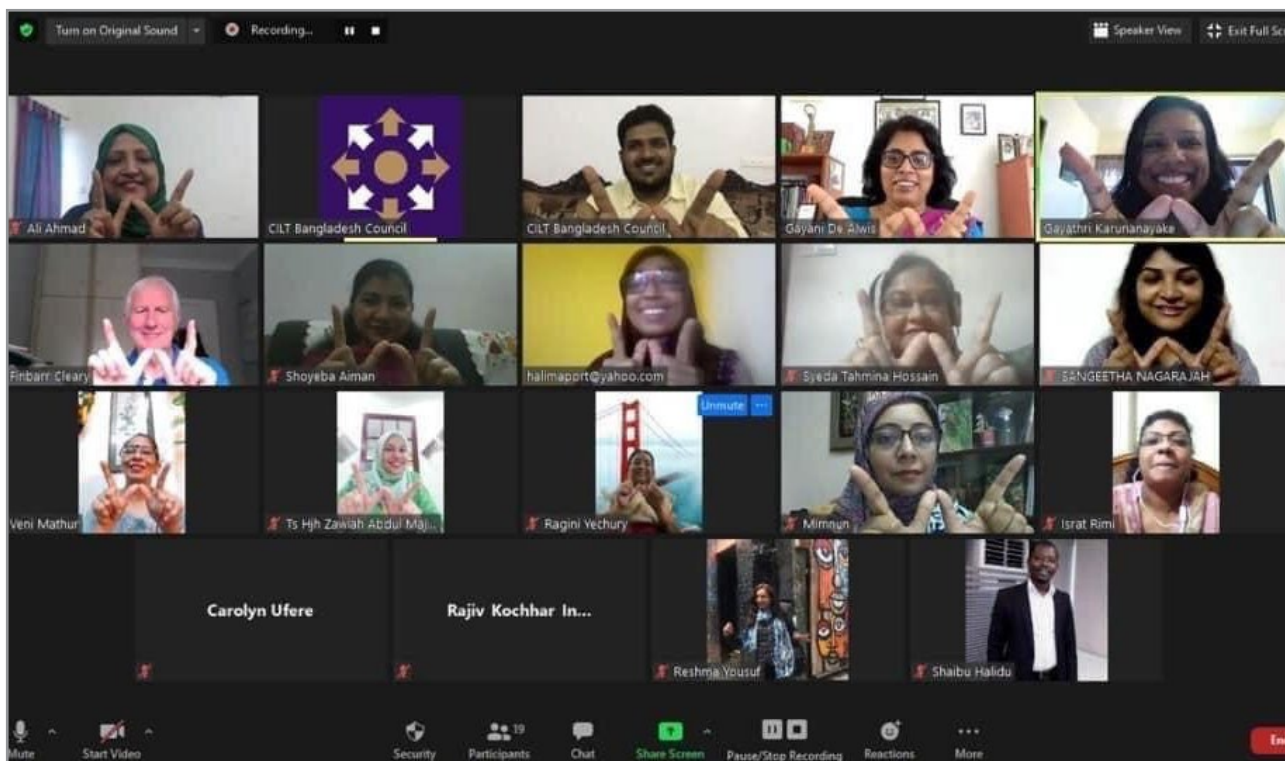 Turn on Original Sound
Recording...
Speaker View
Exit Full Scr
Ali Ahmad
CILT Bangladesh Council
CILT Bangladesh Council
Gayani De Alwis
Gayathri Karunanayake
Finbarr Cleary
Shoyeba Aiman
halimaport@yahoo.com
Syeda Tahmina Hossain
SANGEETHA NAGARAJAH
Veni Mathur
Ts Hjh Zawiah Abdul Maj...
Unmute ...
Ragini Yechury
Mimnun
Israt Rimi
Carolyn Ufere
Rajiv Kochhar In...
Reshma Yousuf
Shaibu Halidu
Mute
Start Video
Security
19
Participants
Chat
Share Screen
Pause/Stop Recording
Reactions
More
En